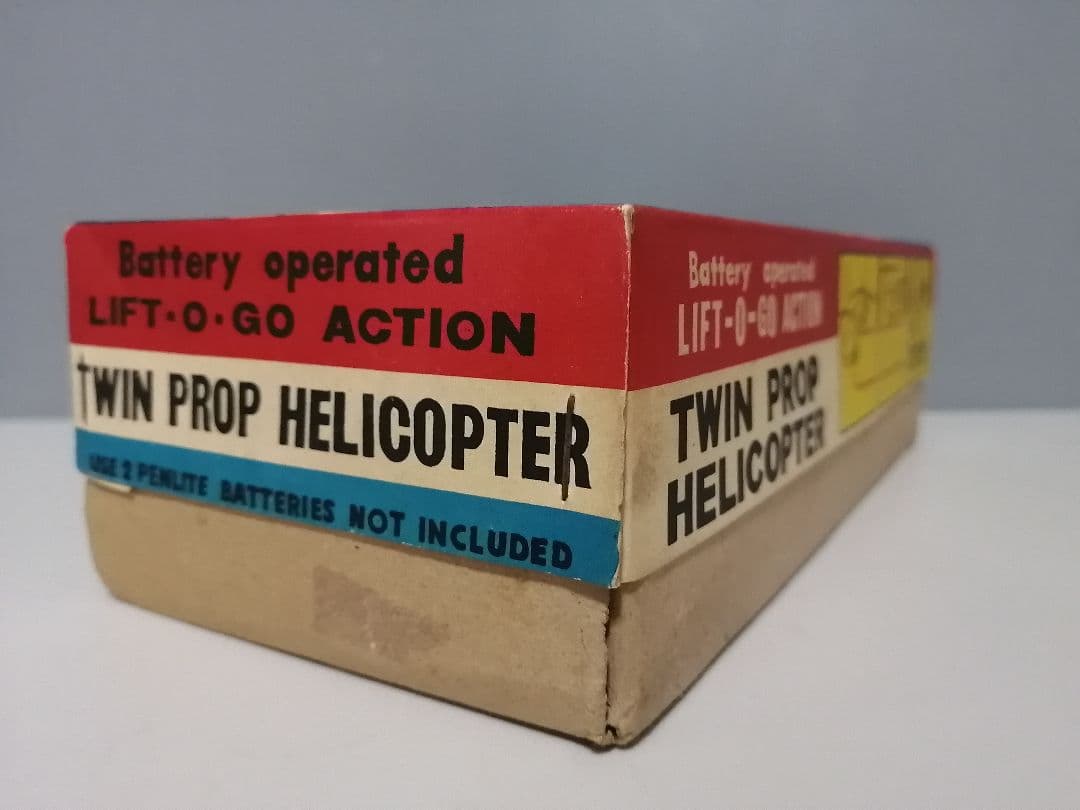 Battery operated
LIFT-O-GO ACTION
TWIN PROP HELICOPTER
USE 2 PENLITE BATTERIES NOT INCLUDED
Battery operated
LIFT-O-GO ACTION
TWIN PROP
HELICOPTER